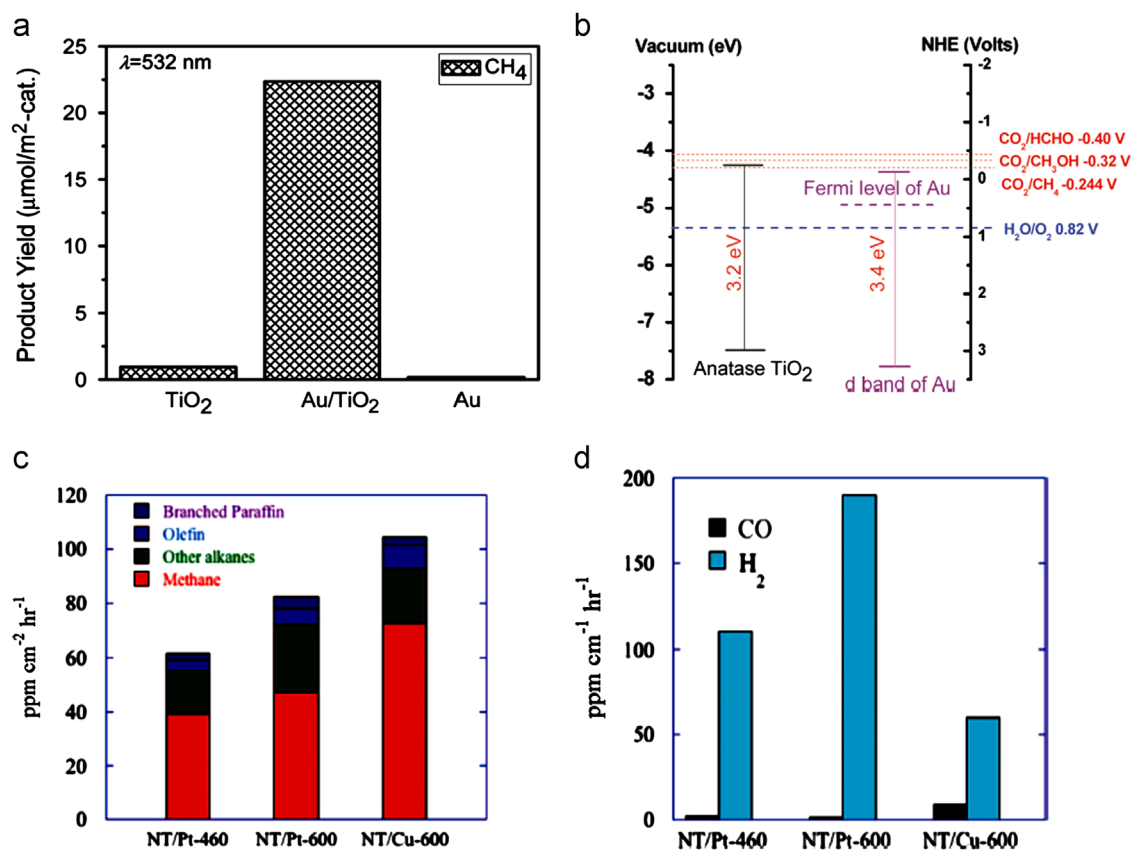 a
λ=532 nm
CH4
Product Yield (μmol/m²-cat.)
25
20
15
10
5
0
TiO2
Au/TiO2
Au
b
Vacuum (eV)
NHE (Volts)
-3
-4
-5
-6
-7
-8
-2
-1
0
1
2
3
CO2/HCHO -0.40 V
CO2/CH3OH -0.32 V
CO2/CH4 -0.244 V
H2O/O2 0.82 V
Fermi level of Au
3.2 eV
3.4 eV
Anatase TiO2
d band of Au
c
ppm cm⁻² hr⁻¹
120
100
80
60
40
20
0
Branched Paraffin
Olefin
Other alkanes
Methane
NT/Pt-460
NT/Pt-600
NT/Cu-600
d
ppm cm⁻¹ hr⁻¹
200
150
100
50
0
CO
H2
NT/Pt-460
NT/Pt-600
NT/Cu-600